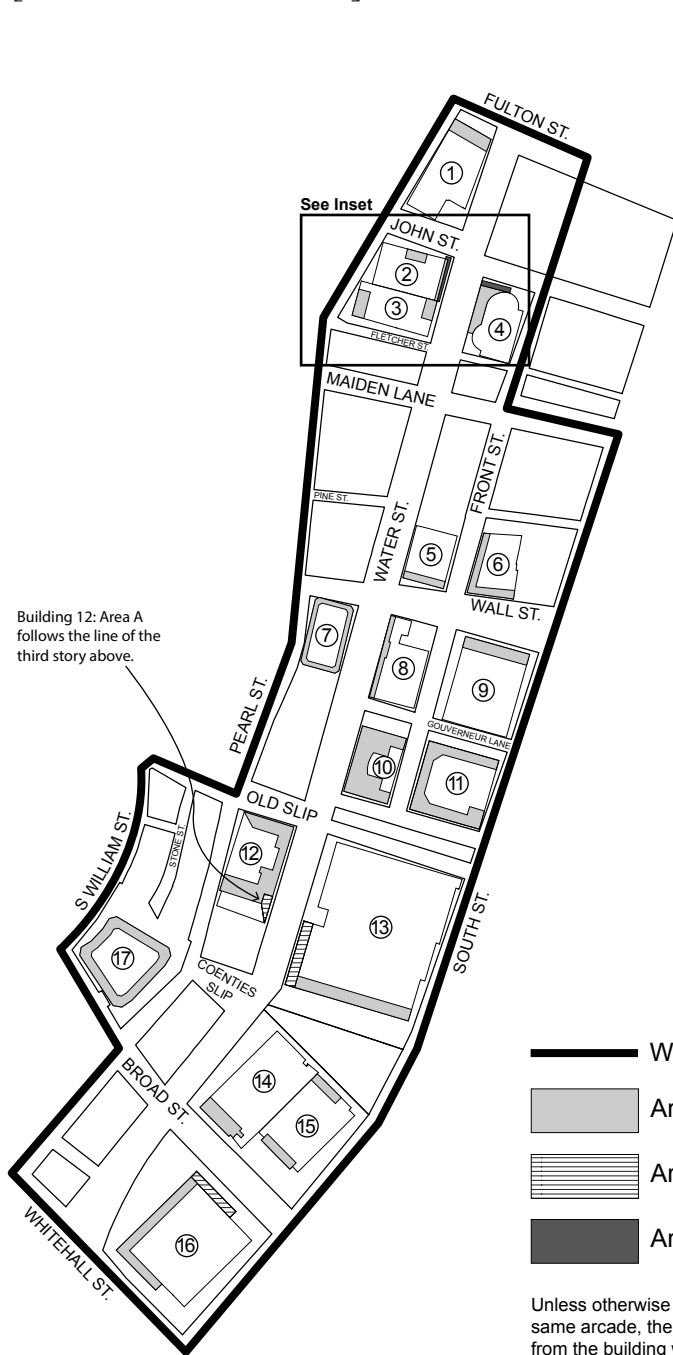 FULTON ST.
1
See Inset
JOHN ST.
2
3
4
FLETCHER ST.
MAIDEN LANE
FRONT ST.
PINE ST.
WATER ST.
5
6
WALL ST.
Building 12: Area A
follows the line of the
third story above.
7
8
9
PEARL ST.
GOUVERNEUR LANE
10
11
OLD SLIP
STONE ST.
S WILLIAM ST.
12
13
SOUTH ST.
17
COENTIES
SLIP
BROAD ST.
14
15
WHITEHALL ST.
16
W
Ar
Ar
Ar
Unless otherwise
same arcade, the
from the building w